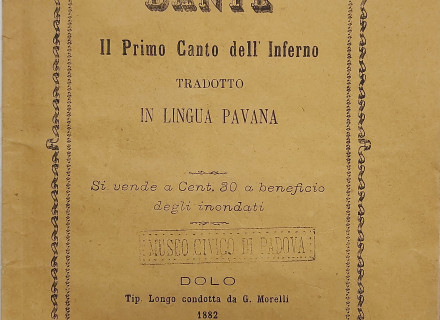 DANTE
Il Primo Canto dell' Inferno
TRADOTTO
IN LINGUA PAVANA
Si vende a Cent. 30 a beneficio
degli inondati
MUSEO CIVICO DI PADOVA
DOLO
Tip. Longo condotta da G. Morelli
1882